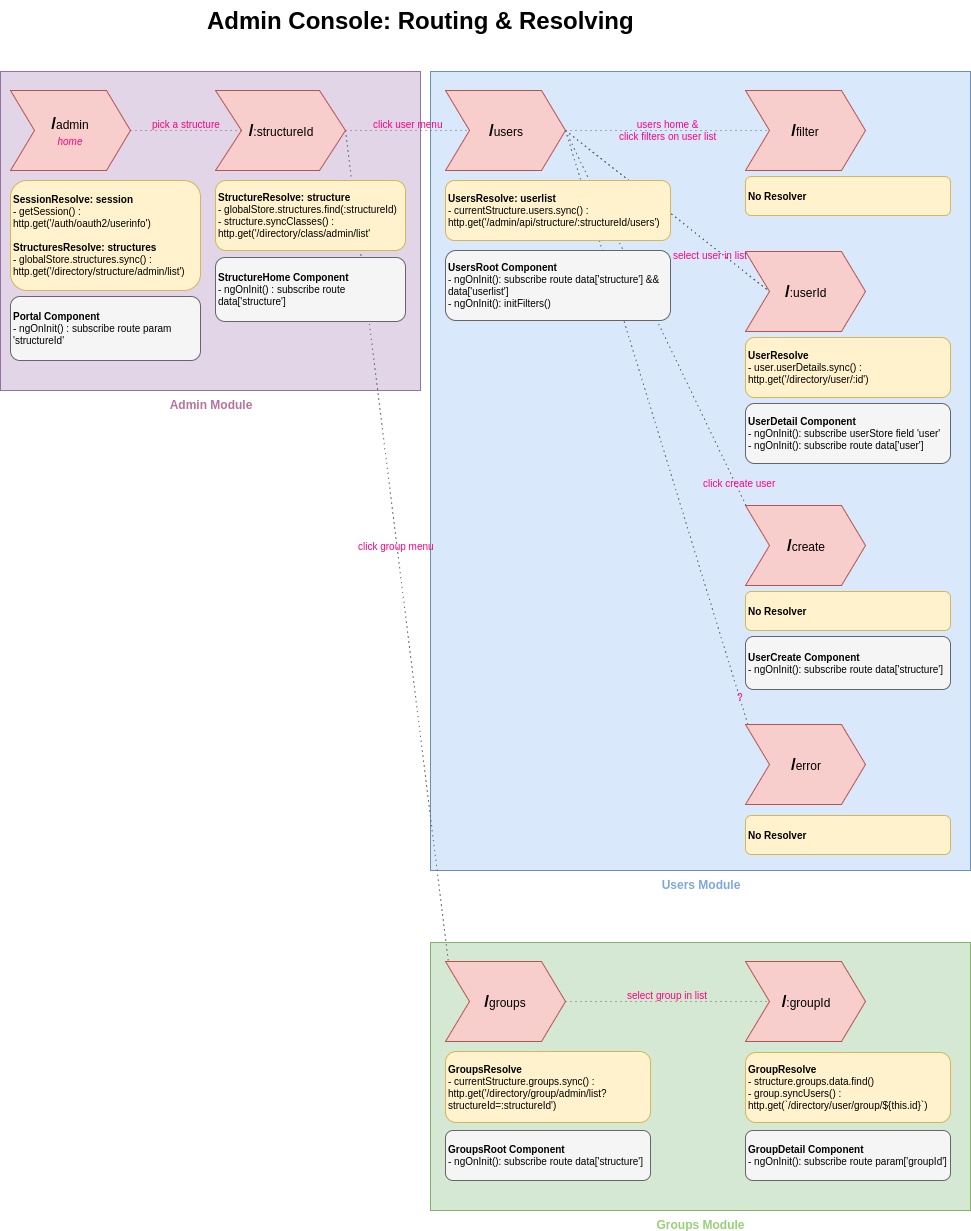 Admin Console: Routing & Resolving
/admin
home
pick a structure
/:structureId
click user menu
/users
users home &
click filters on user list
/filter
SessionResolve: session
- getSession() :
http.get('/auth/oauth2/userinfo')
StructuresResolve: structures
- globalStore.structures.sync() :
http.get('/directory/structure/admin/list')
Portal Component
- ngOnInit() : subscribe route param
'structureId'
StructureResolve: structure
- globalStore.structures.find(:structureId)
- structure.syncClasses() :
http.get('/directory/class/admin/list'
StructureHome Component
- ngOnInit() : subscribe route
data['structure']
Admin Module
UsersResolve: userlist
- currentStructure.users.sync() :
http.get('/admin/api/structure/:structureId/users')
UsersRoot Component
- ngOnInit(): subscribe route data['structure'] &&
data['userlist']
- ngOnInit(): initFilters()
No Resolver
select user in list
/:userId
UserResolve
- user.userDetails.sync() :
http.get('/directory/user/:id')
UserDetail Component
- ngOnInit(): subscribe userStore field 'user'
- ngOnInit(): subscribe route data['user']
click create user
/create
No Resolver
UserCreate Component
- ngOnInit(): subscribe route data['structure']
?
/error
No Resolver
Users Module
click group menu
/groups
select group in list
/:groupId
GroupsResolve
- currentStructure.groups.sync() :
http.get('/directory/group/admin/list?
structureId=:structureId')
GroupsRoot Component
- ngOnInit(): subscribe route data['structure']
GroupResolve
- structure.groups.data.find()
- group.syncUsers() :
http.get(`/directory/user/group/${this.id}`)
GroupDetail Component
- ngOnInit(): subscribe route param['groupId']
Groups Module